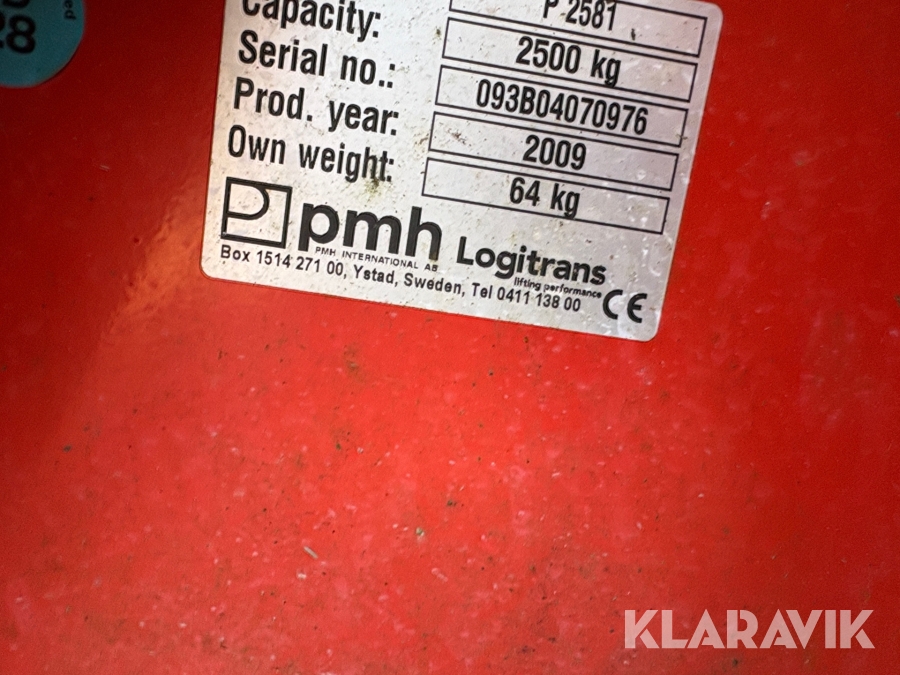 P 2581
Capacity: 2500 kg
Serial no.: 093B04070976
Prod. year: 2009
Own weight: 64 kg
pmh Logitrans
PMH INTERNATIONAL AB lifting performance
Box 1514 271 00, Ystad, Sweden, Tel 0411 138 00 CE
KLARAVIK